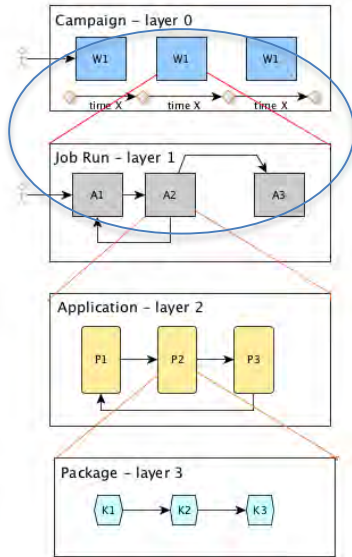 Campaign – layer 0
W1 W1 W1
time X time X time X
Job Run – layer 1
A1 A2 A3
Application – layer 2
P1 P2 P3
Package – layer 3
K1 K2 K3